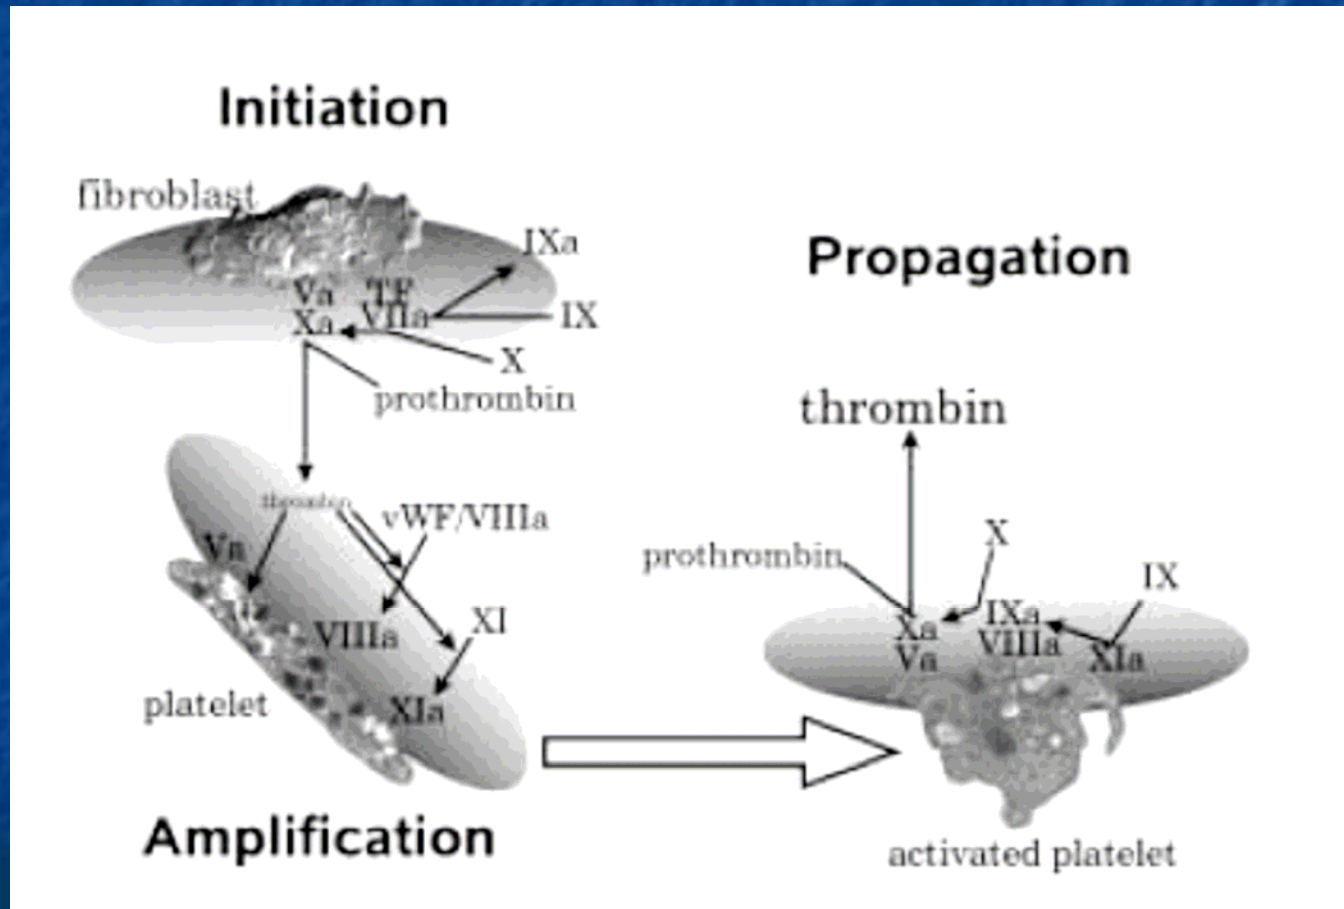 Initiation
fibroblast
IXa
Va TF
Xa VIIa
IX
X
prothrombin
thrombin
vWF/VIIIa
Va
XI
VIIIa
platelet
XIa
Amplification
Propagation
thrombin
X
prothrombin
IX
Xa IXa
Va VIIIa XIa
activated platelet